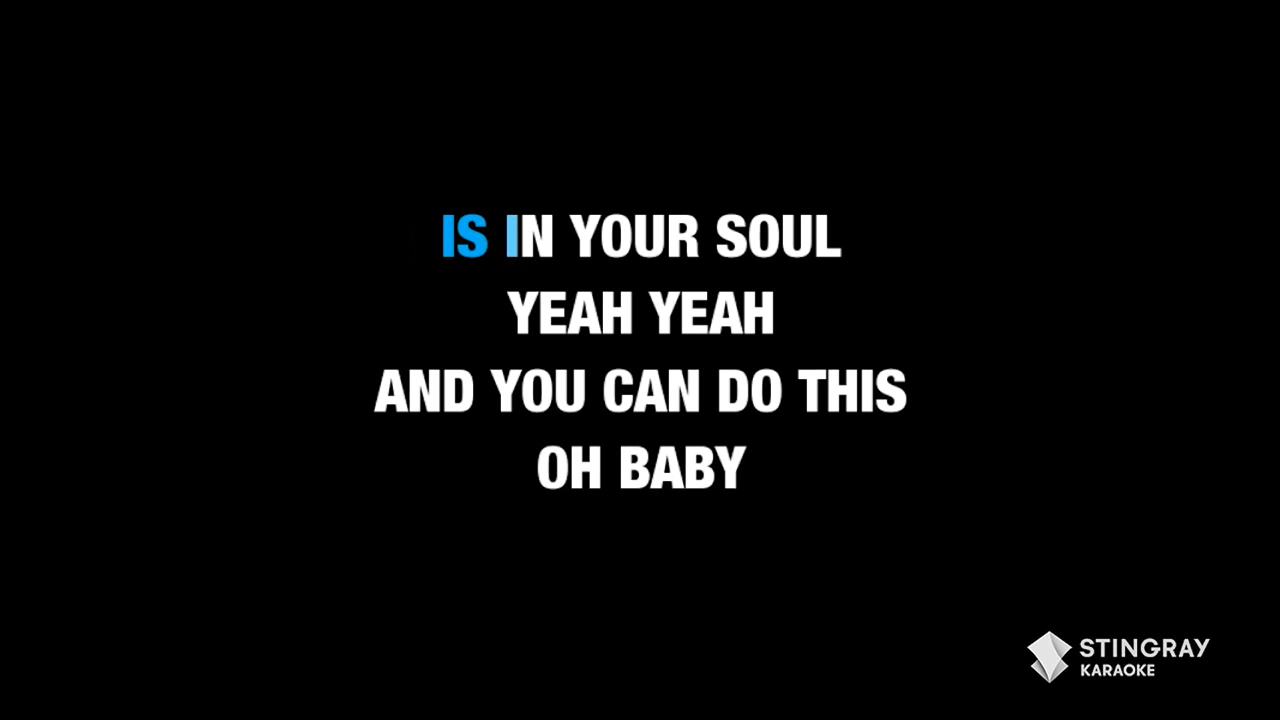 IS IN YOUR SOUL
YEAH YEAH
AND YOU CAN DO THIS
OH BABY
STINGRAY
KARAOKE